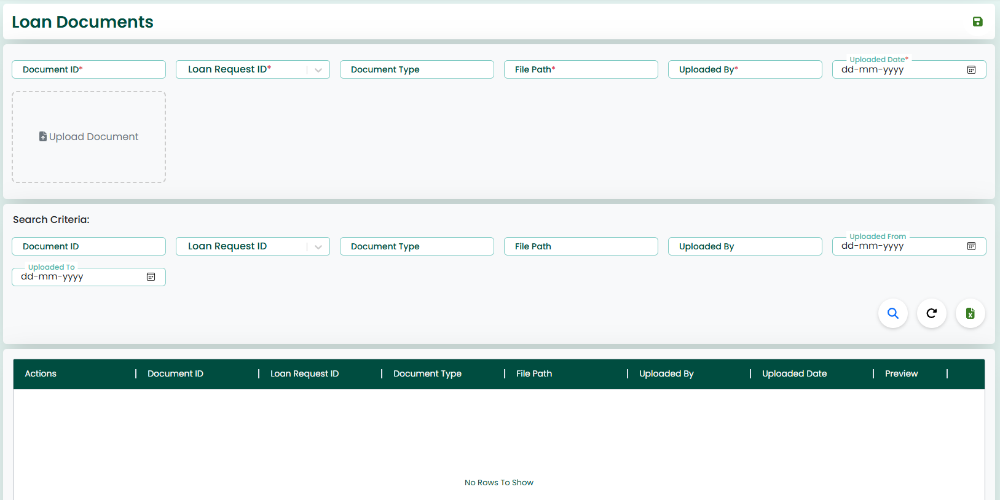 Loan Documents
Document ID* Loan Request ID* Document Type File Path* Uploaded By* Uploaded Date* dd-mm-yyyy
Upload Document
Search Criteria:
Document ID Loan Request ID Document Type File Path Uploaded By Uploaded From dd-mm-yyyy
Uploaded To dd-mm-yyyy
Actions Document ID Loan Request ID Document Type File Path Uploaded By Uploaded Date Preview
No Rows To Show